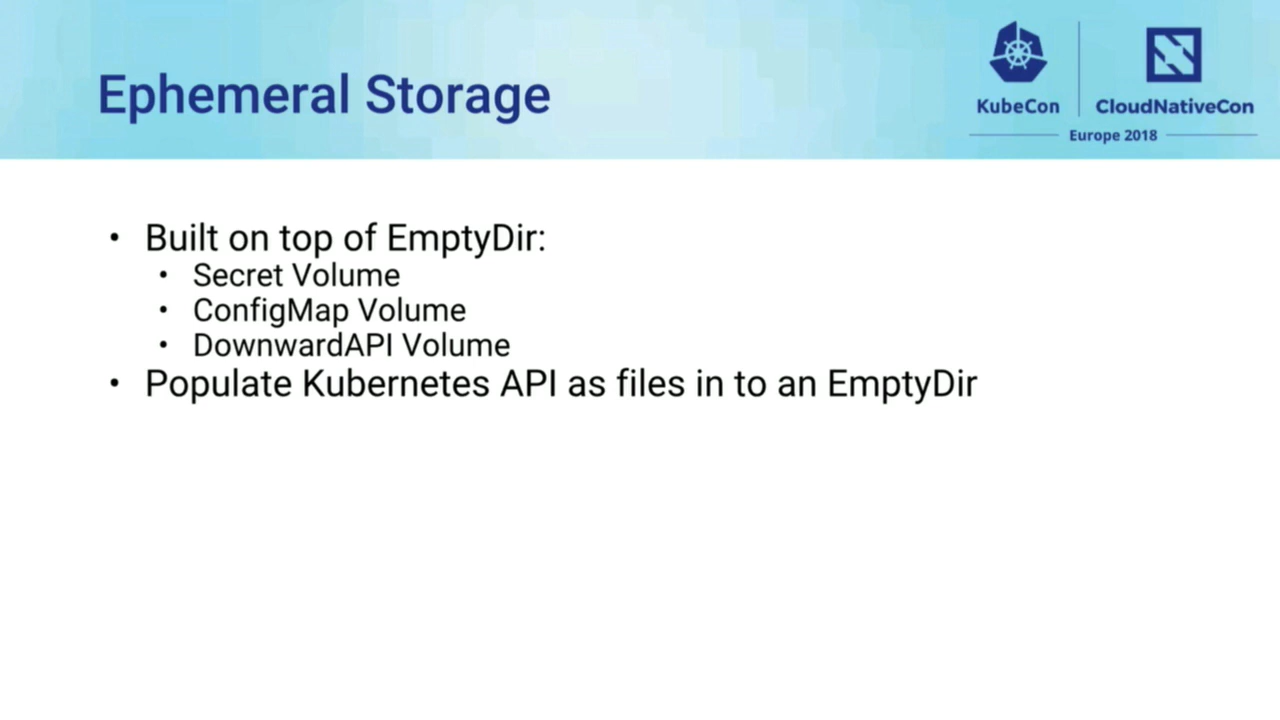 Ephemeral Storage
KubeCon
CloudNativeCon
Europe 2018
• Built on top of EmptyDir:
• Secret Volume
• ConfigMap Volume
• DownwardAPI Volume
• Populate Kubernetes API as files in to an EmptyDir